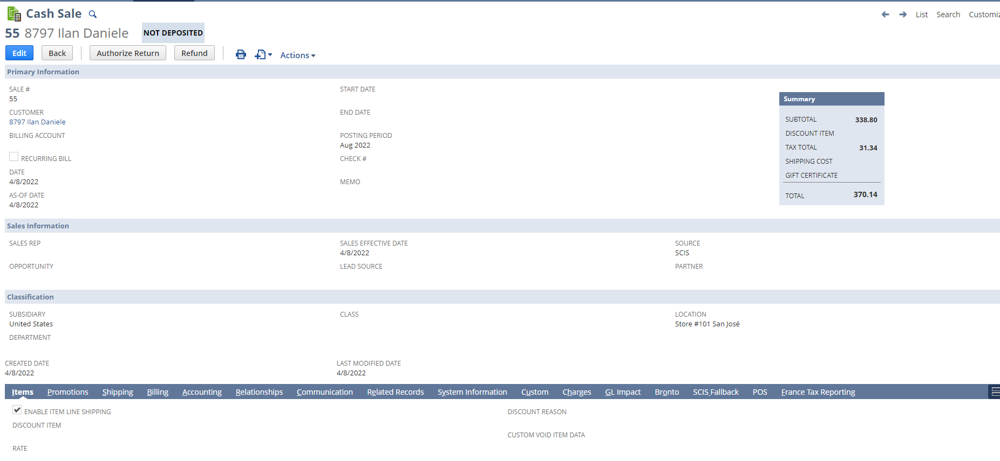 Cash Sale
List Search
55 8797 Ilan Daniele NOT DEPOSITED
Edit Back Authorize Return Refund Actions
Primary Information
SALE #
55
CUSTOMER
8797 Ilan Daniele
BILLING ACCOUNT
RECURRING BILL
DATE
4/8/2022
AS-OF DATE
4/8/2022
START DATE
END DATE
POSTING PERIOD
Aug 2022
CHECK #
MEMO
Summary
SUBTOTAL 338.80
DISCOUNT ITEM
TAX TOTAL 31.34
SHIPPING COST
GIFT CERTIFICATE
TOTAL 370.14
Sales Information
SALES REP
OPPORTUNITY
SALES EFFECTIVE DATE
4/8/2022
LEAD SOURCE
SOURCE
SCIS
PARTNER
Classification
SUBSIDIARY
United States
DEPARTMENT
CLASS
LOCATION
Store #101 San José
CREATED DATE
4/8/2022
LAST MODIFIED DATE
4/8/2022
Items Promotions Shipping Billing Accounting Relationships Communication Related Records System Information Custom Charges GL Impact Bronto SCIS Fallback POS France Tax Reporting
ENABLE ITEM LINE SHIPPING
DISCOUNT ITEM
RATE
DISCOUNT REASON
CUSTOM VOID ITEM DATA